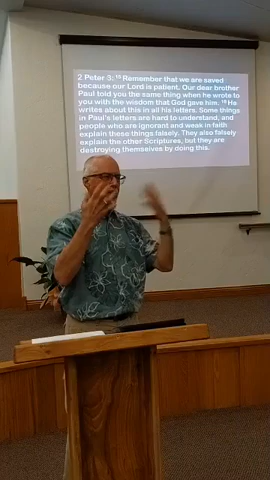 2 Peter 3: 15 Remember that we are saved
because our Lord is patient. Our dear brother
Paul told you the same thing when he wrote to
you with the wisdom that God gave him. 16 He
writes about this in all his letters. Some things
in Paul's letters are hard to understand, and
people who are ignorant and weak in faith
explain these things falsely. They also falsely
explain the other Scriptures, but they are
destroying themselves by doing this.